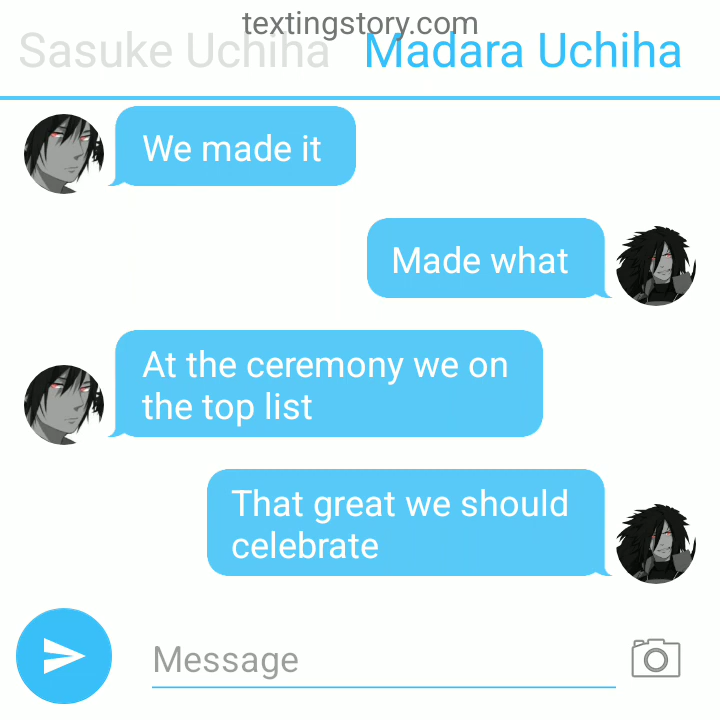 textingstory.com
Sasuke Uchiha Madara Uchiha
We made it
Made what
At the ceremony we on
the top list
That great we should
celebrate
Message